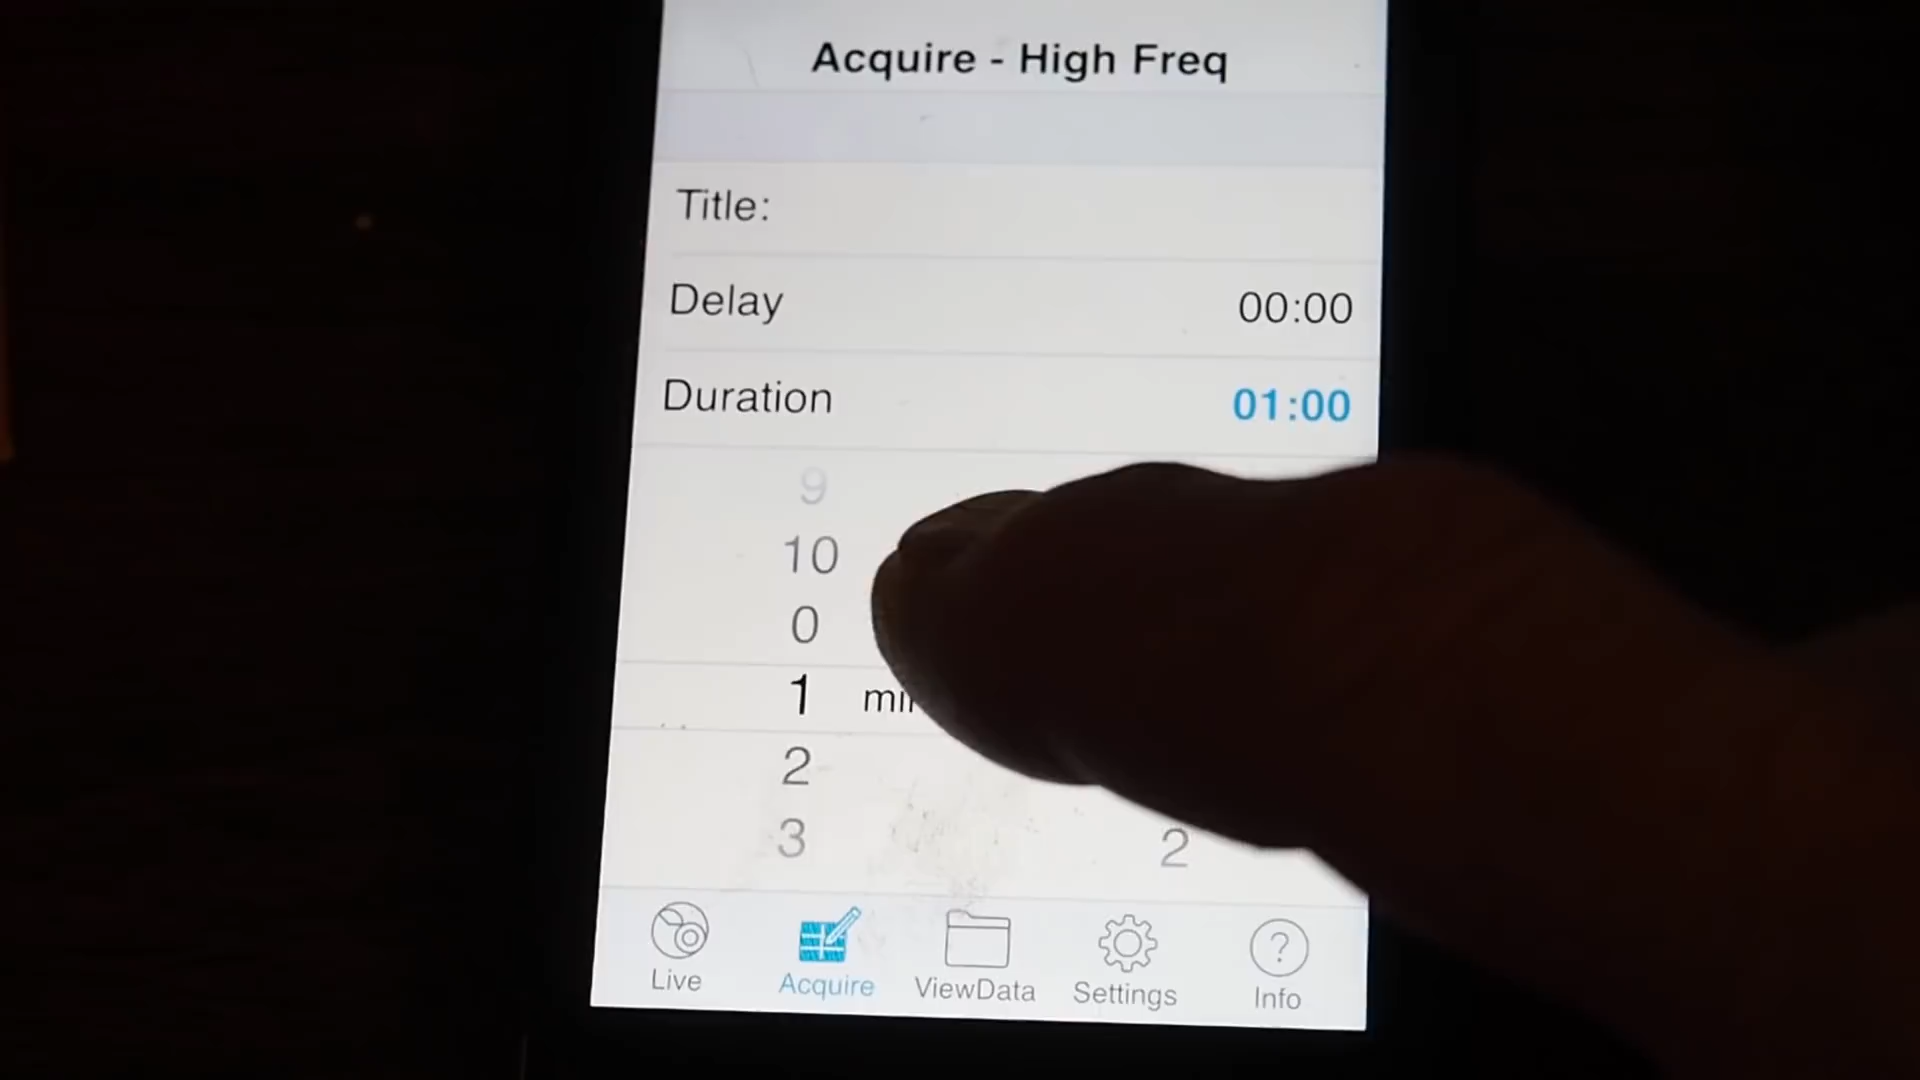 Acquire - High Freq
Title:
Delay 00:00
Duration 01:00
9
10
0
1
2
3 2
Live Acquire ViewData Settings Info